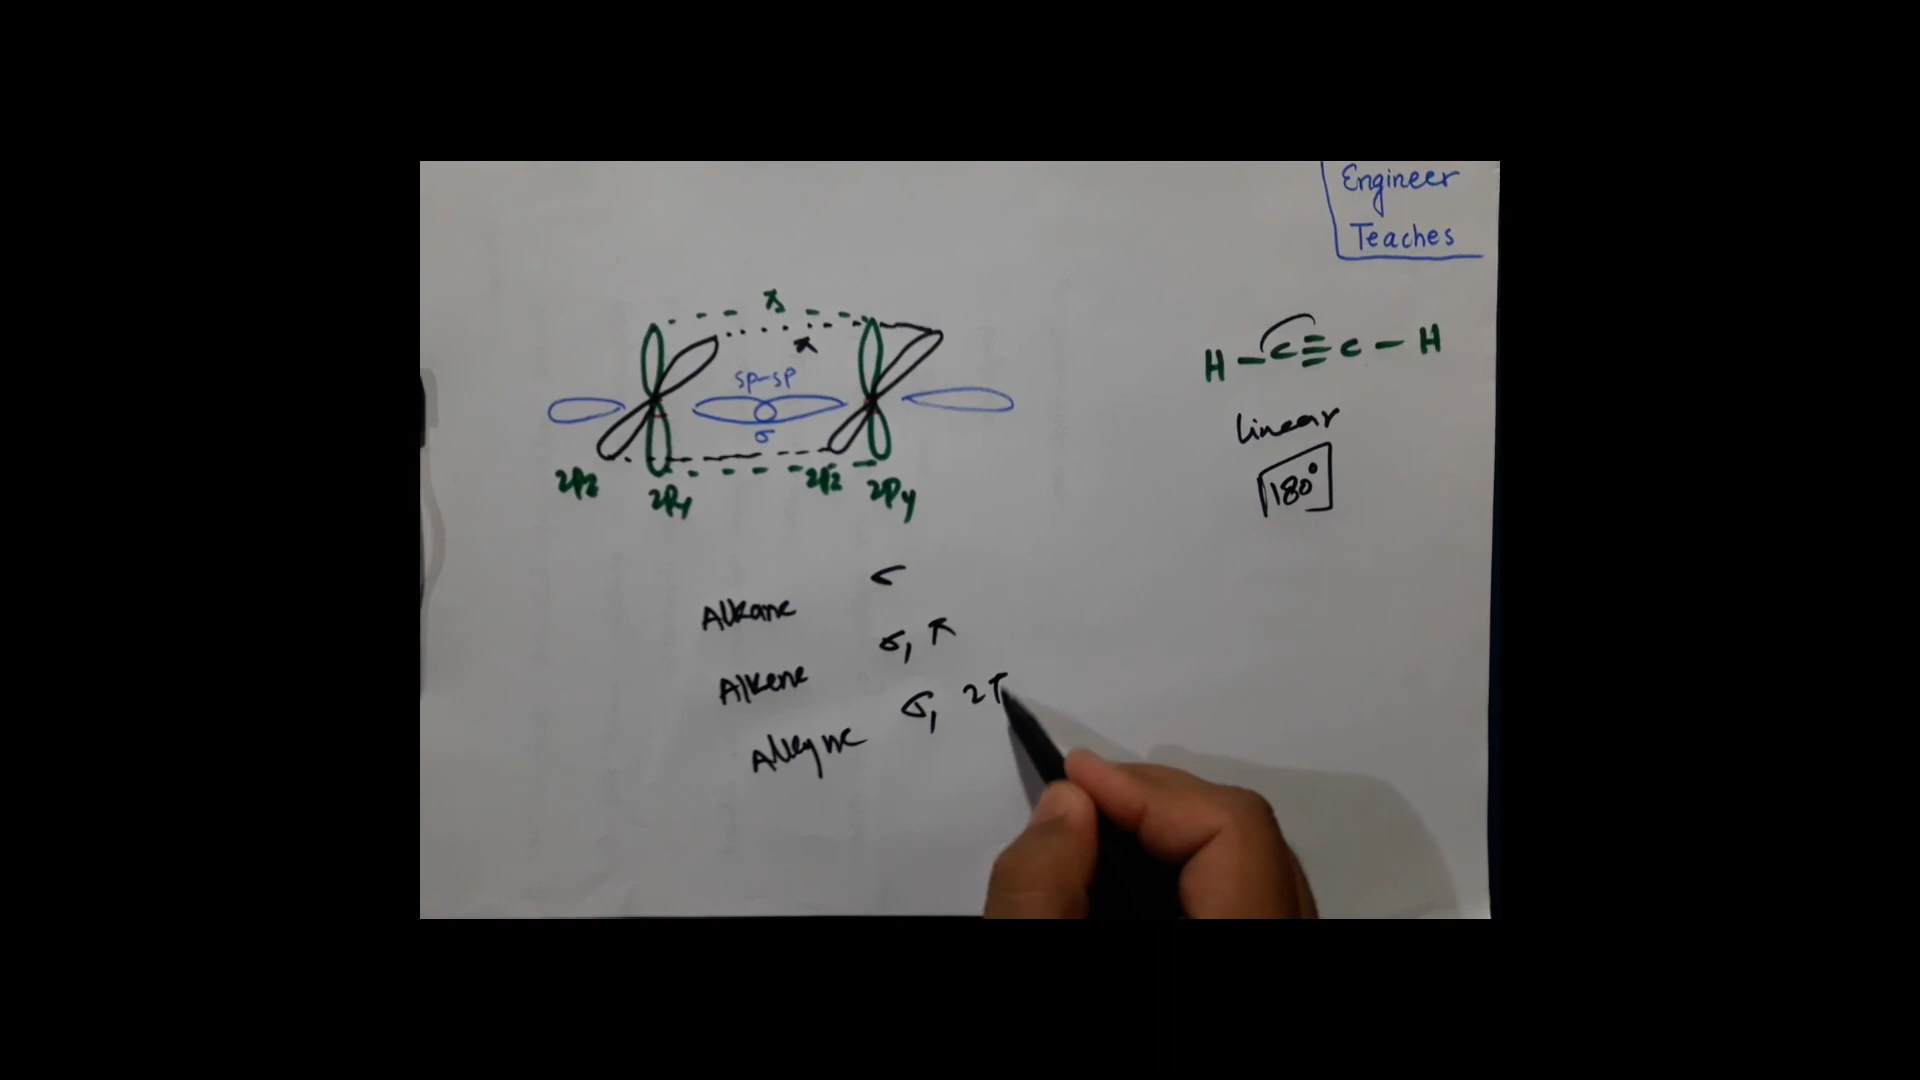 Engineer
Teaches
π
π
sp-sp
σ
2Pz
2Py
2Pz
2Py
H-C≡C-H
Linear
180°
Alkane σ
Alkene σ, π
Alkyne σ, 2π